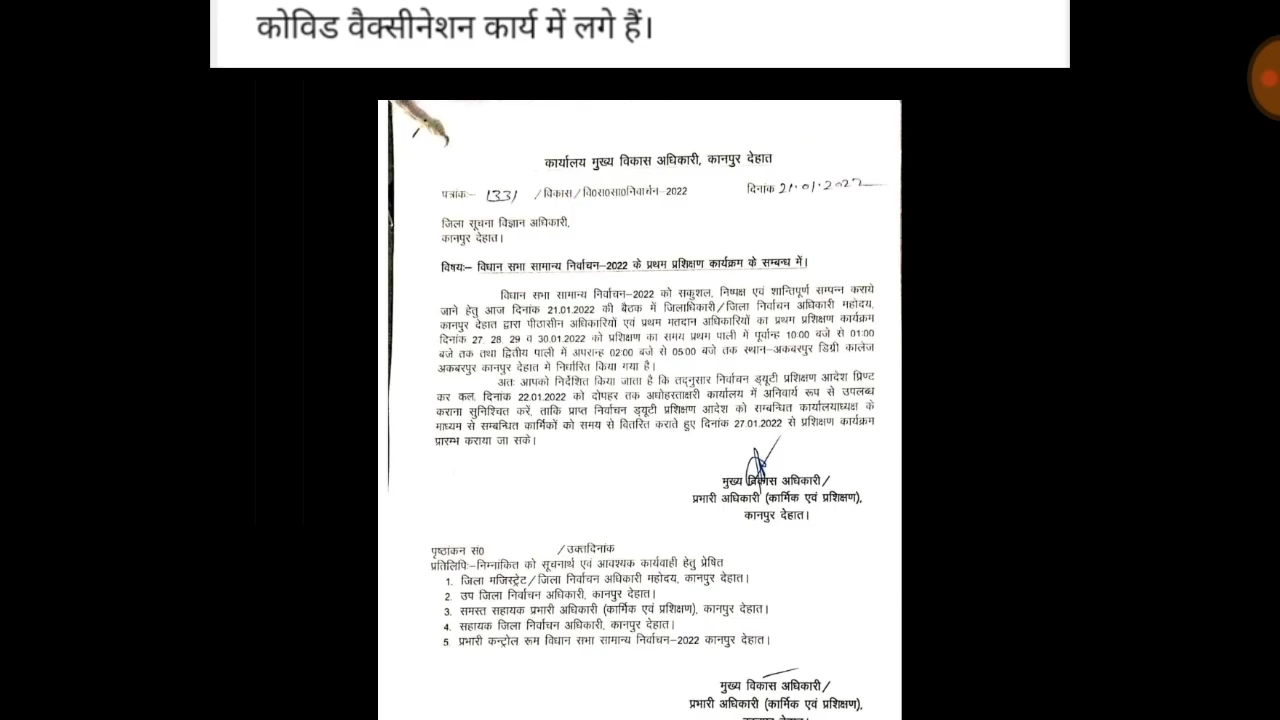 कोविड वैक्सीनेशन कार्य में लगे हैं।
कार्यालय मुख्य विकास अधिकारी, कानपुर देहात
पत्रांकः- 1331 /विकास/वि0स0सा0निर्वाचन-2022 दिनांक 21.01.2022
जिला सूचना विज्ञान अधिकारी,
कानपुर देहात।
विषयः- विधान सभा सामान्य निर्वाचन-2022 के प्रथम प्रशिक्षण कार्यक्रम के सम्बन्ध में।
विधान सभा सामान्य निर्वाचन-2022 को सकुशल, निष्पक्ष एवं शान्तिपूर्ण सम्पन्न कराये
जाने हेतु आज दिनांक 21.01.2022 की बैठक में जिलाधिकारी/जिला निर्वाचन अधिकारी महोदय,
कानपुर देहात द्वारा पीठासीन अधिकारियों एवं प्रथम मतदान अधिकारियों का प्रथम प्रशिक्षण कार्यक्रम
दिनांक 27, 28, 29 व 30.01.2022 को प्रशिक्षण का समय प्रथम पाली में पूर्वान्ह 10:00 बजे से 01:00
बजे तक तथा द्वितीय पाली में अपरान्ह 02:00 बजे से 05:00 बजे तक स्थान-अकबरपुर डिग्री कालेज
अकबरपुर कानपुर देहात में निर्धारित किया गया है।
अतः आपको निर्देशित किया जाता है कि तद्नुसार निर्वाचन ड्यूटी प्रशिक्षण आदेश प्रिण्ट
कर कल, दिनांक 22.01.2022 को दोपहर तक अधोहस्ताक्षरी कार्यालय में अनिवार्य रूप से उपलब्ध
कराना सुनिश्चित करें, ताकि प्राप्त निर्वाचन ड्यूटी प्रशिक्षण आदेश को सम्बन्धित कार्यालयाध्यक्ष के
माध्यम से सम्बन्धित कार्मिकों को समय से वितरित कराते हुए दिनांक 27.01.2022 से प्रशिक्षण कार्यक्रम
प्रारम्भ कराया जा सके।
मुख्य विकास अधिकारी/
प्रभारी अधिकारी (कार्मिक एवं प्रशिक्षण),
कानपुर देहात।
पृष्ठांकन सं0 /उक्तदिनांक
प्रतिलिपिः-निम्नांकित को सूचनार्थ एवं आवश्यक कार्यवाही हेतु प्रेषित
1. जिला मजिस्ट्रेट/जिला निर्वाचन अधिकारी महोदय, कानपुर देहात।
2. उप जिला निर्वाचन अधिकारी, कानपुर देहात।
3. समस्त सहायक प्रभारी अधिकारी (कार्मिक एवं प्रशिक्षण), कानपुर देहात।
4. सहायक जिला निर्वाचन अधिकारी, कानपुर देहात।
5. प्रभारी कन्ट्रोल रूम विधान सभा सामान्य निर्वाचन-2022 कानपुर देहात।
मुख्य विकास अधिकारी/
प्रभारी अधिकारी (कार्मिक एवं प्रशिक्षण),